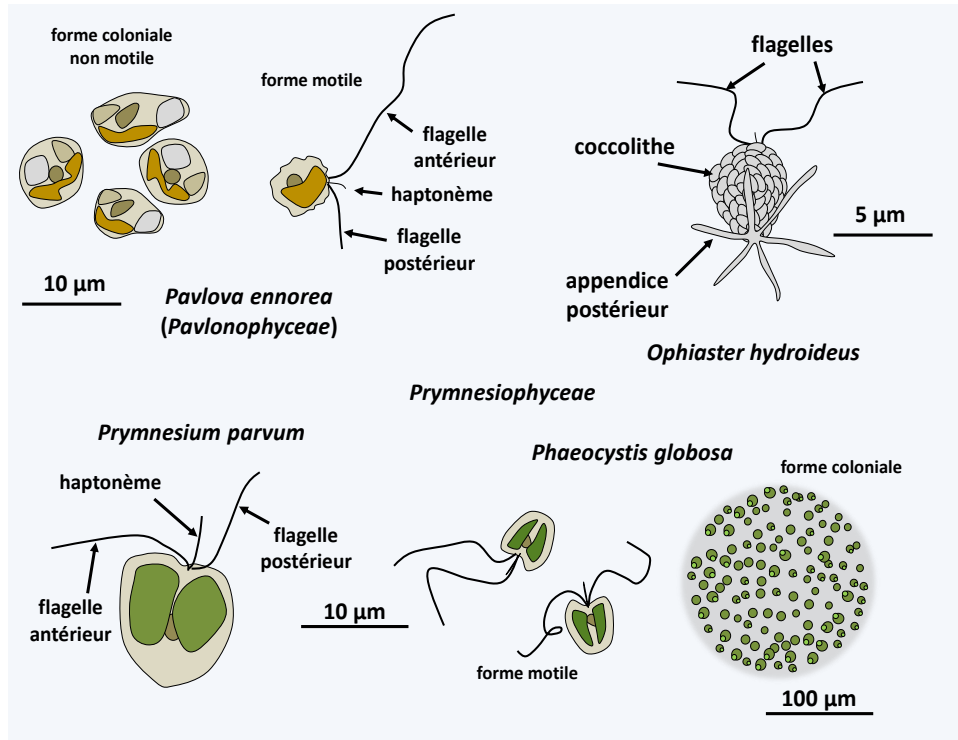 forme coloniale
non motile
forme motile
flagelle
antérieur
haptonème
flagelle
postérieur
10 µm
Pavlova ennorea
(Pavlonophyceae)
flagelles
coccolithe
5 µm
appendice
postérieur
Ophiaster hydroideus
Prymnesiophyceae
Prymnesium parvum
haptonème
flagelle
postérieur
flagelle
antérieur
10 µm
Phaeocystis globosa
forme coloniale
forme motile
100 µm